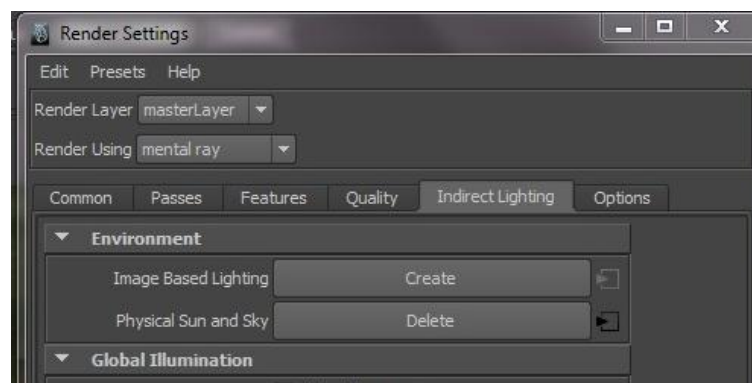 Render Settings
Edit Presets Help
Render Layer masterLayer
Render Using mental ray
Common Passes Features Quality Indirect Lighting Options
Environment
Image Based Lighting Create
Physical Sun and Sky Delete
Global Illumination